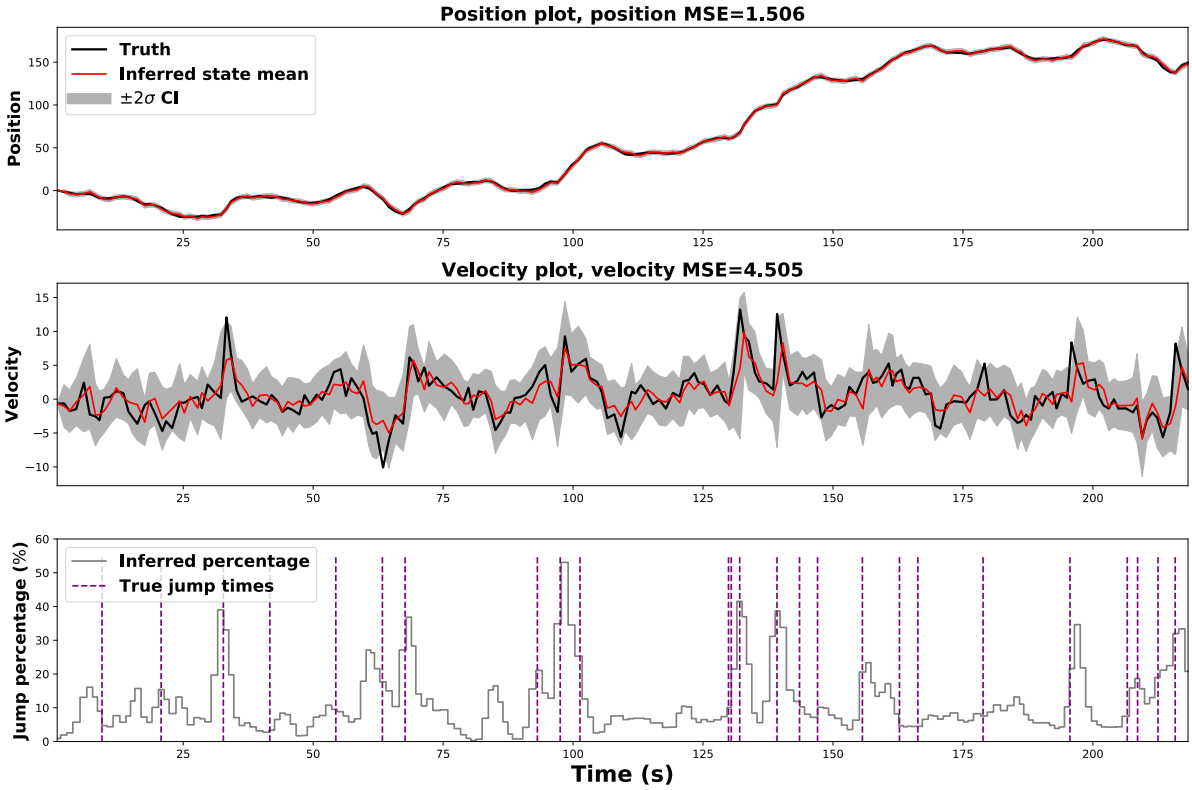 Position plot, position MSE=1.506
Position
150
100
50
0
Truth
Inferred state mean
±2σ CI
25 50 75 100 125 150 175 200
Velocity plot, velocity MSE=4.505
Velocity
15
10
5
0
−5
−10
25 50 75 100 125 150 175 200
Jump percentage (%)
60
50
40
30
20
10
0
Inferred percentage
True jump times
0 25 50 75 100 125 150 175 200
Time (s)